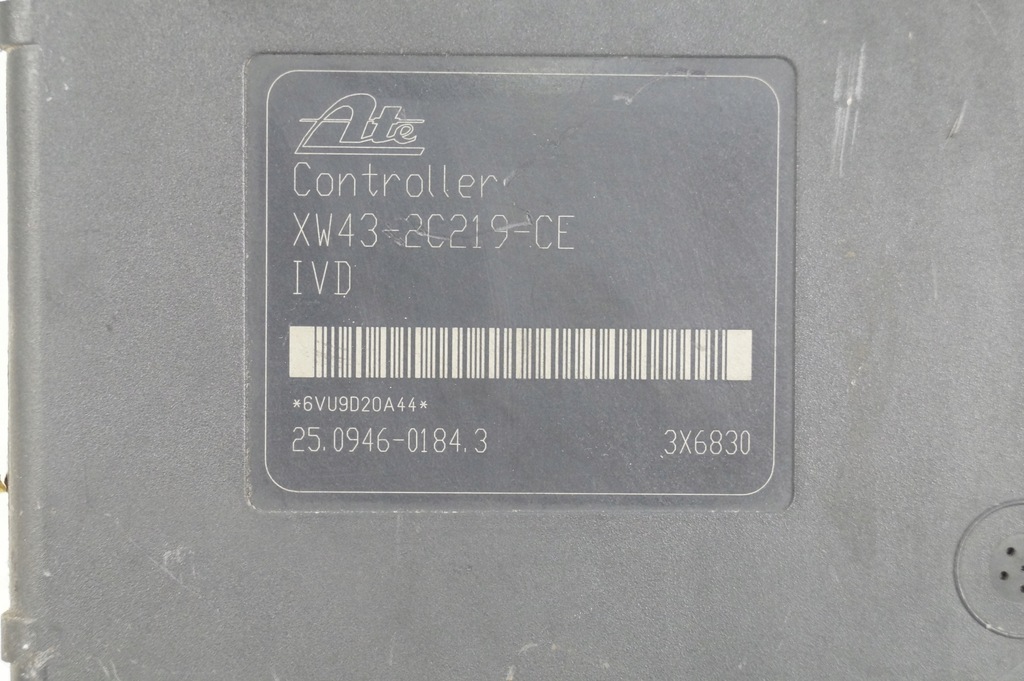 Ate
Controller
XW43-2C219-CE
IVD
*6VU9D20A44*
25.0946-0184.3 3X6830